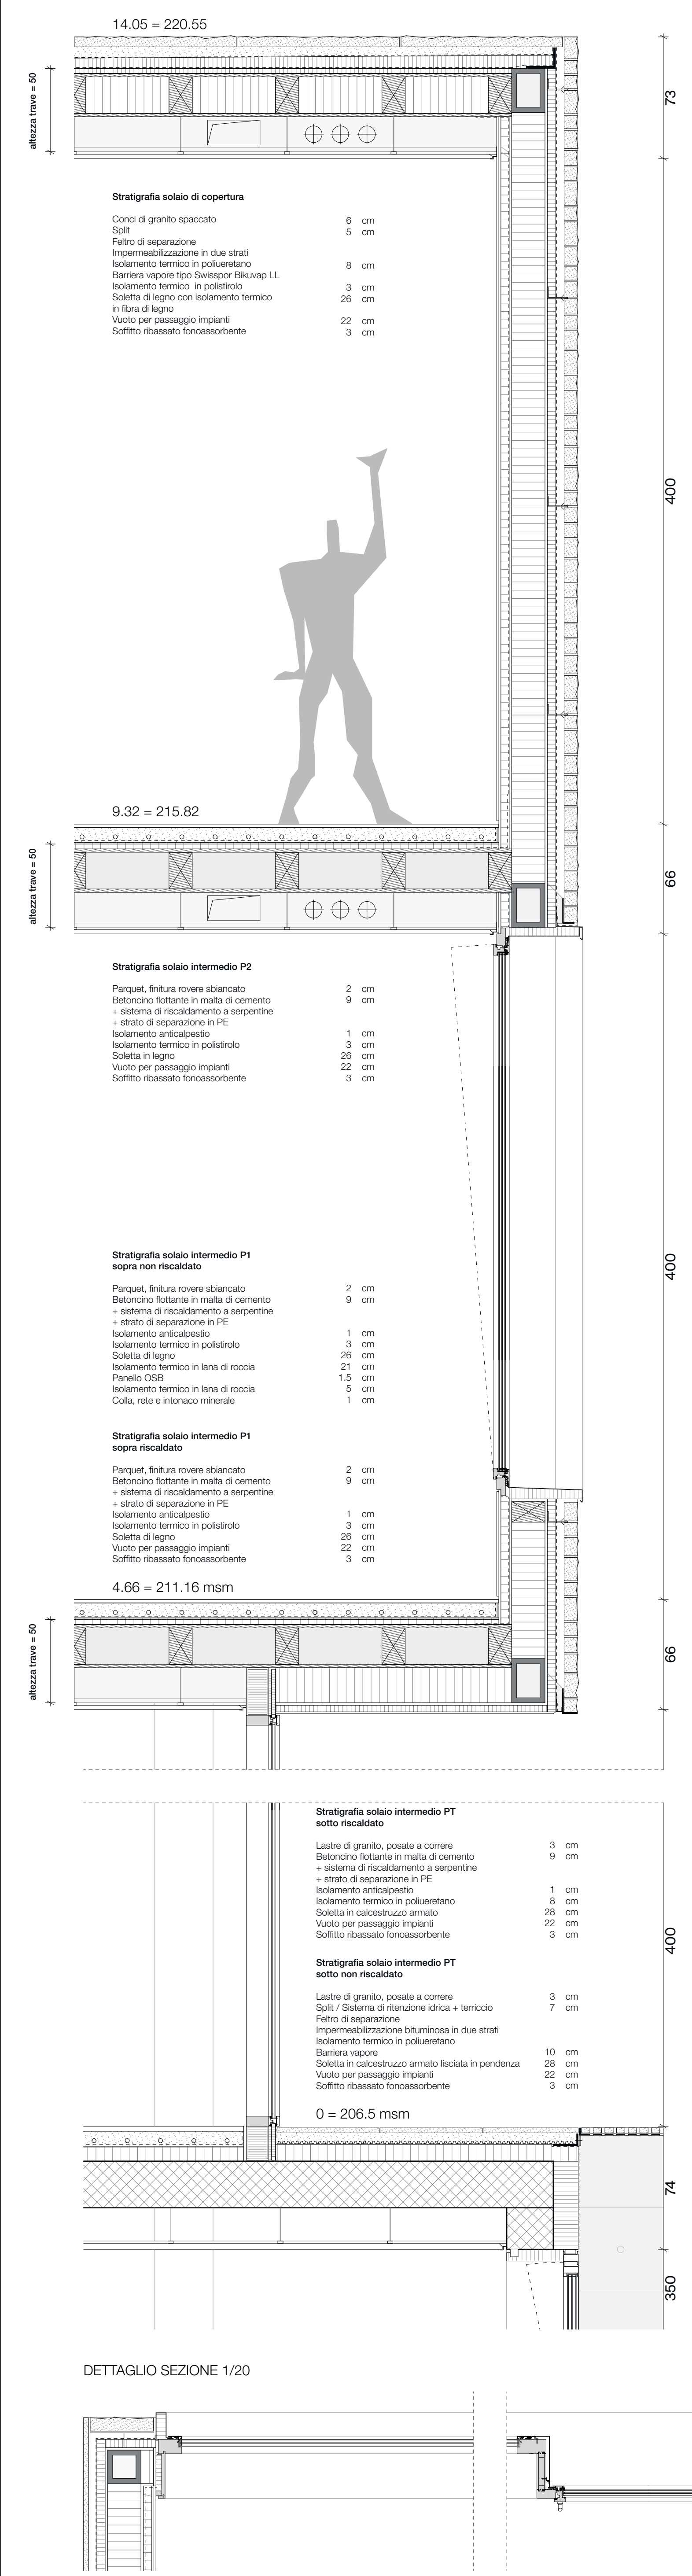 14.05 = 220.55
altezza trave = 50
73
Stratigrafia solaio di copertura
Conci di granito spaccato 6 cm
Split 5 cm
Feltro di separazione
Impermeabilizzazione in due strati
Isolamento termico in poliueretano 8 cm
Barriera vapore tipo Swisspor Bikuvap LL
Isolamento termico in polistirolo 3 cm
Soletta di legno con isolamento termico 26 cm
in fibra di legno
Vuoto per passaggio impianti 22 cm
Soffitto ribassato fonoassorbente 3 cm
400
9.32 = 215.82
altezza trave = 50
66
Stratigrafia solaio intermedio P2
Parquet, finitura rovere sbiancato 2 cm
Betoncino flottante in malta di cemento 9 cm
+ sistema di riscaldamento a serpentine
+ strato di separazione in PE
Isolamento anticalpestio 1 cm
Isolamento termico in polistirolo 3 cm
Soletta in legno 26 cm
Vuoto per passaggio impianti 22 cm
Soffitto ribassato fonoassorbente 3 cm
400
Stratigrafia solaio intermedio P1
sopra non riscaldato
Parquet, finitura rovere sbiancato 2 cm
Betoncino flottante in malta di cemento 9 cm
+ sistema di riscaldamento a serpentine
+ strato di separazione in PE
Isolamento anticalpestio 1 cm
Isolamento termico in polistirolo 3 cm
Soletta di legno 26 cm
Isolamento termico in lana di roccia 21 cm
Panello OSB 1.5 cm
Isolamento termico in lana di roccia 5 cm
Colla, rete e intonaco minerale 1 cm
Stratigrafia solaio intermedio P1
sopra riscaldato
Parquet, finitura rovere sbiancato 2 cm
Betoncino flottante in malta di cemento 9 cm
+ sistema di riscaldamento a serpentine
+ strato di separazione in PE
Isolamento anticalpestio 1 cm
Isolamento termico in polistirolo 3 cm
Soletta di legno 26 cm
Vuoto per passaggio impianti 22 cm
Soffitto ribassato fonoassorbente 3 cm
4.66 = 211.16 msm
altezza trave = 50
66
Stratigrafia solaio intermedio PT
sotto riscaldato
Lastre di granito, posate a correre 3 cm
Betoncino flottante in malta di cemento 9 cm
+ sistema di riscaldamento a serpentine
+ strato di separazione in PE
Isolamento anticalpestio 1 cm
Isolamento termico in poliueretano 8 cm
Soletta in calcestruzzo armato 28 cm
Vuoto per passaggio impianti 22 cm
Soffitto ribassato fonoassorbente 3 cm
400
Stratigrafia solaio intermedio PT
sotto non riscaldato
Lastre di granito, posate a correre 3 cm
Split / Sistema di ritenzione idrica + terriccio 7 cm
Feltro di separazione
Impermeabilizzazione bituminosa in due strati
Isolamento termico in poliueretano
Barriera vapore 10 cm
Soletta in calcestruzzo armato lisciata in pendenza 28 cm
Vuoto per passaggio impianti 22 cm
Soffitto ribassato fonoassorbente 3 cm
0 = 206.5 msm
74
350
DETTAGLIO SEZIONE 1/20